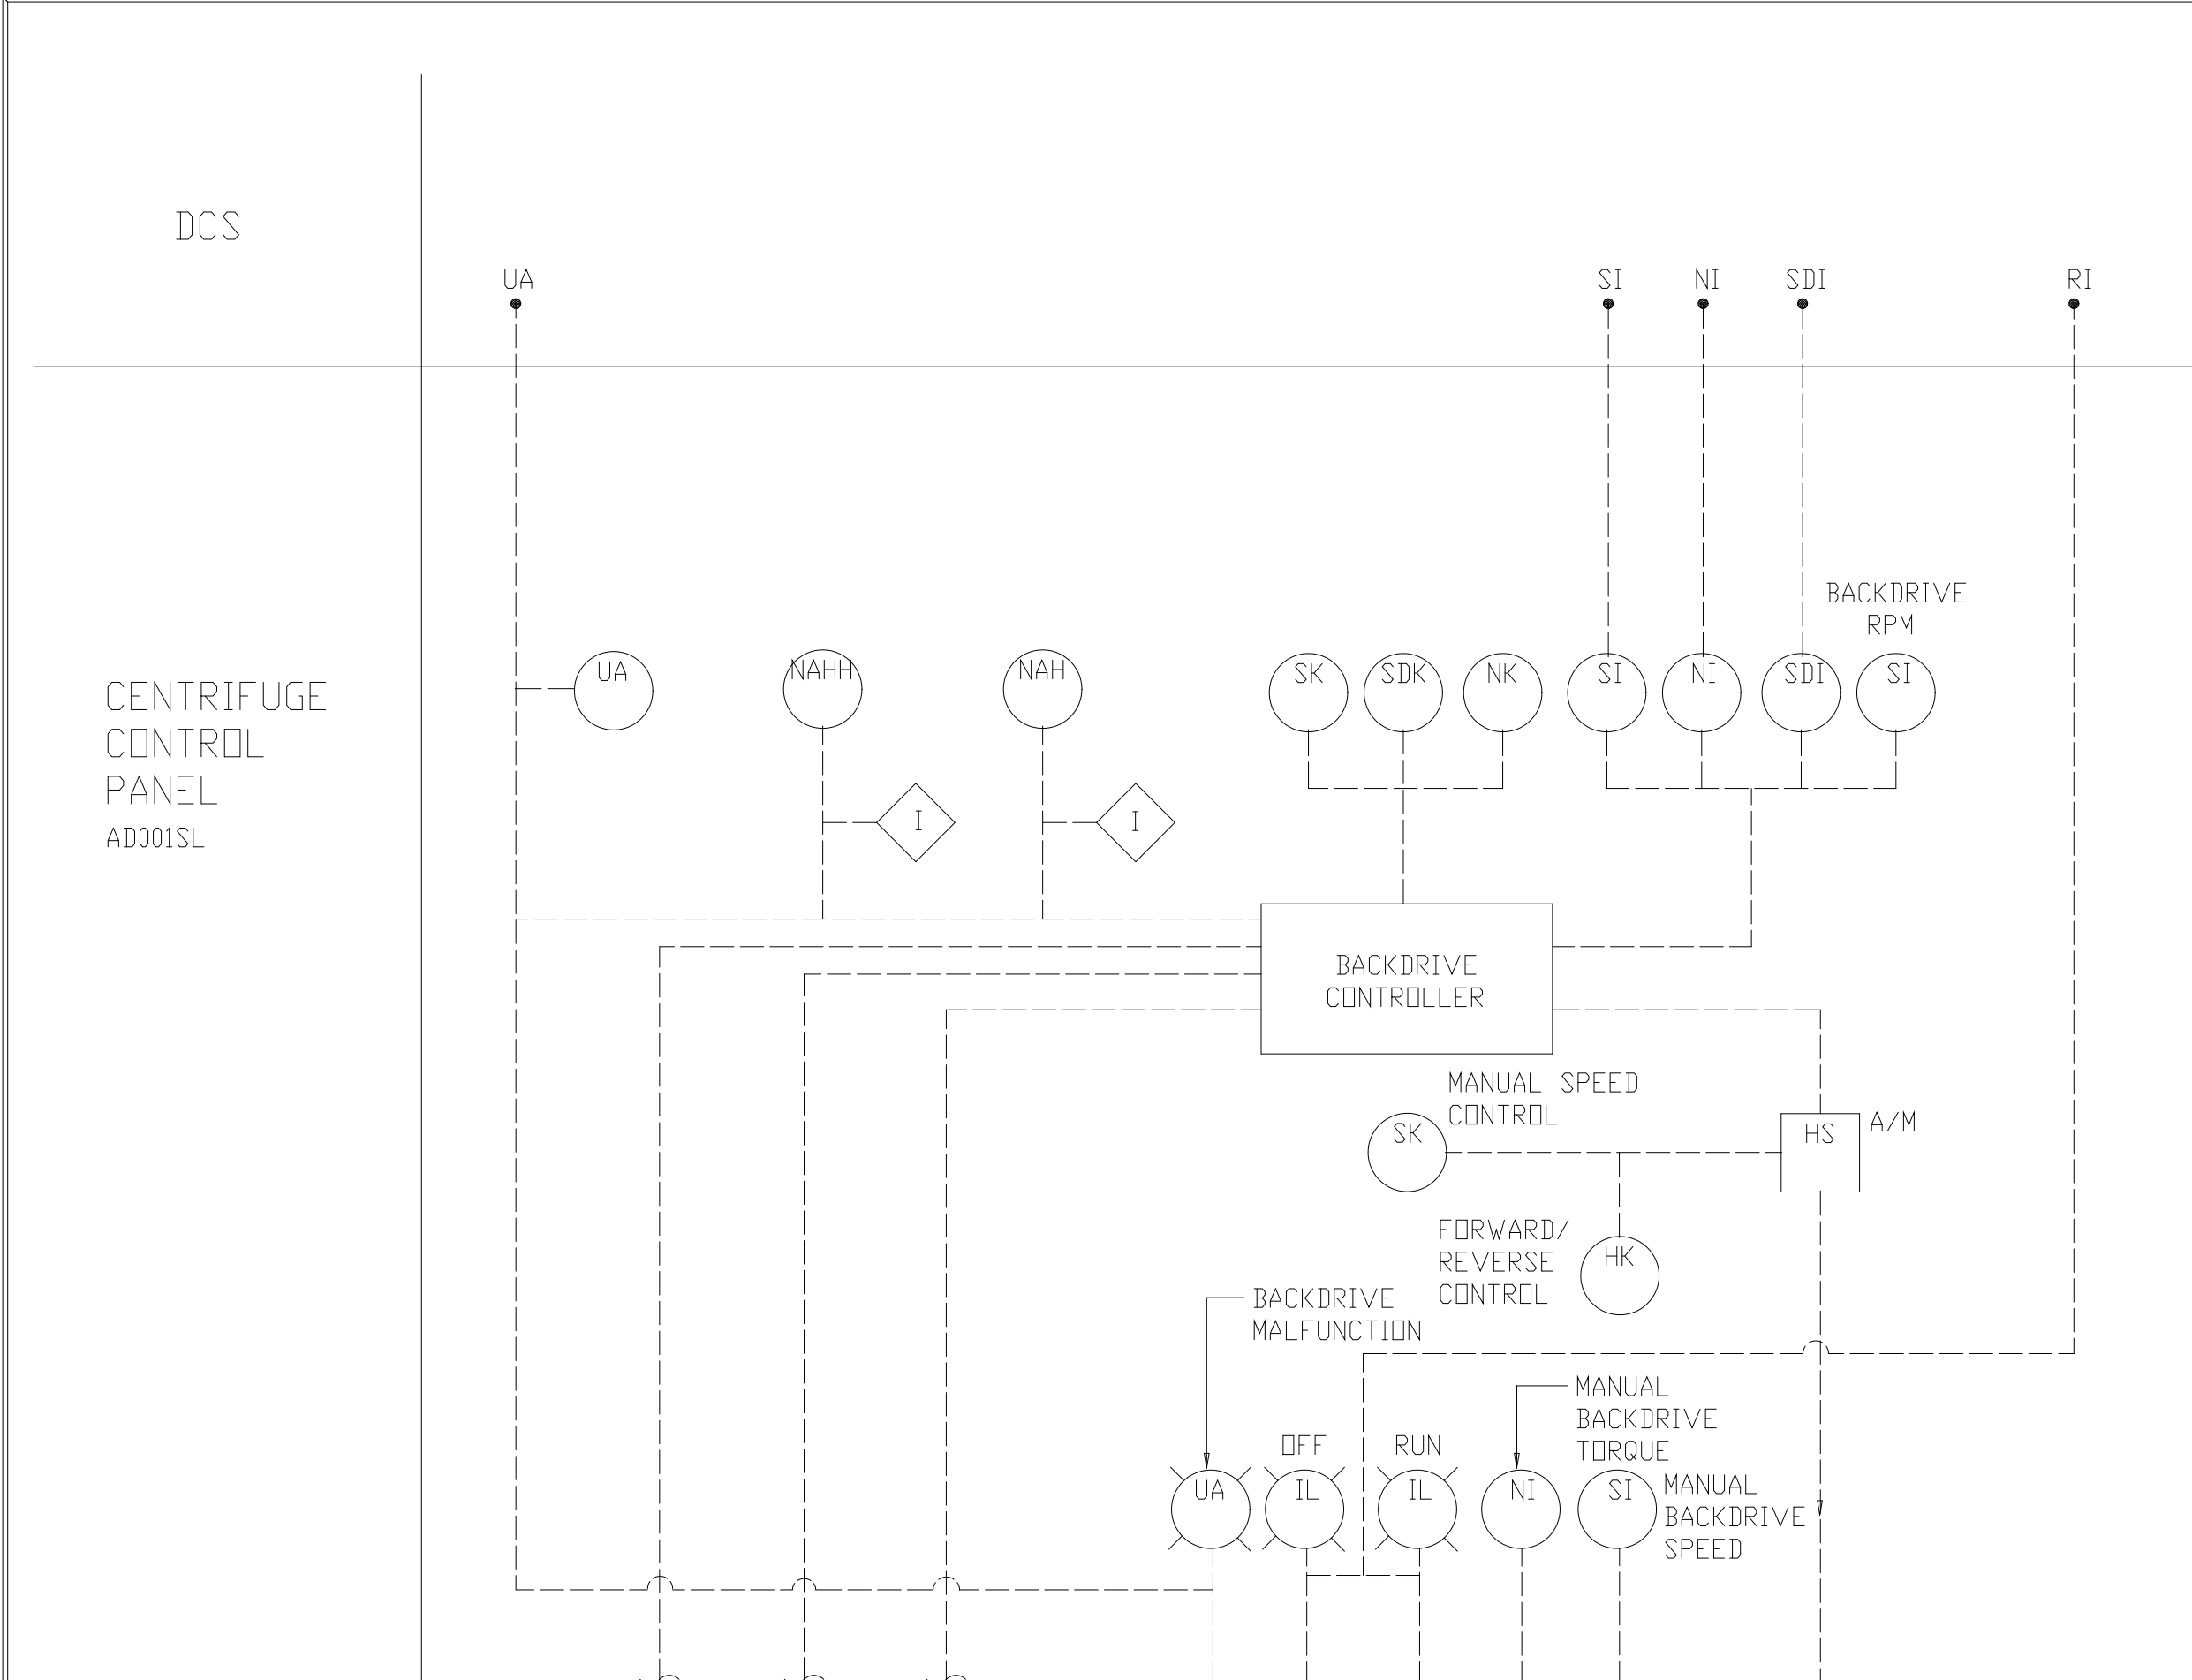 DCS
UA
SI
NI
SDI
RI
BACKDRIVE
RPM
CENTRIFUGE
CONTROL
PANEL
AD001SL
UA
NAHH
NAH
SK
SDK
NK
SI
NI
SDI
SI
I
I
BACKDRIVE
CONTROLLER
MANUAL SPEED
CONTROL
SK
HS
A/M
FORWARD/
REVERSE
CONTROL
HK
BACKDRIVE
MALFUNCTION
MANUAL
BACKDRIVE
TORQUE
OFF
RUN
UA
IL
IL
NI
SI
MANUAL
BACKDRIVE
SPEED